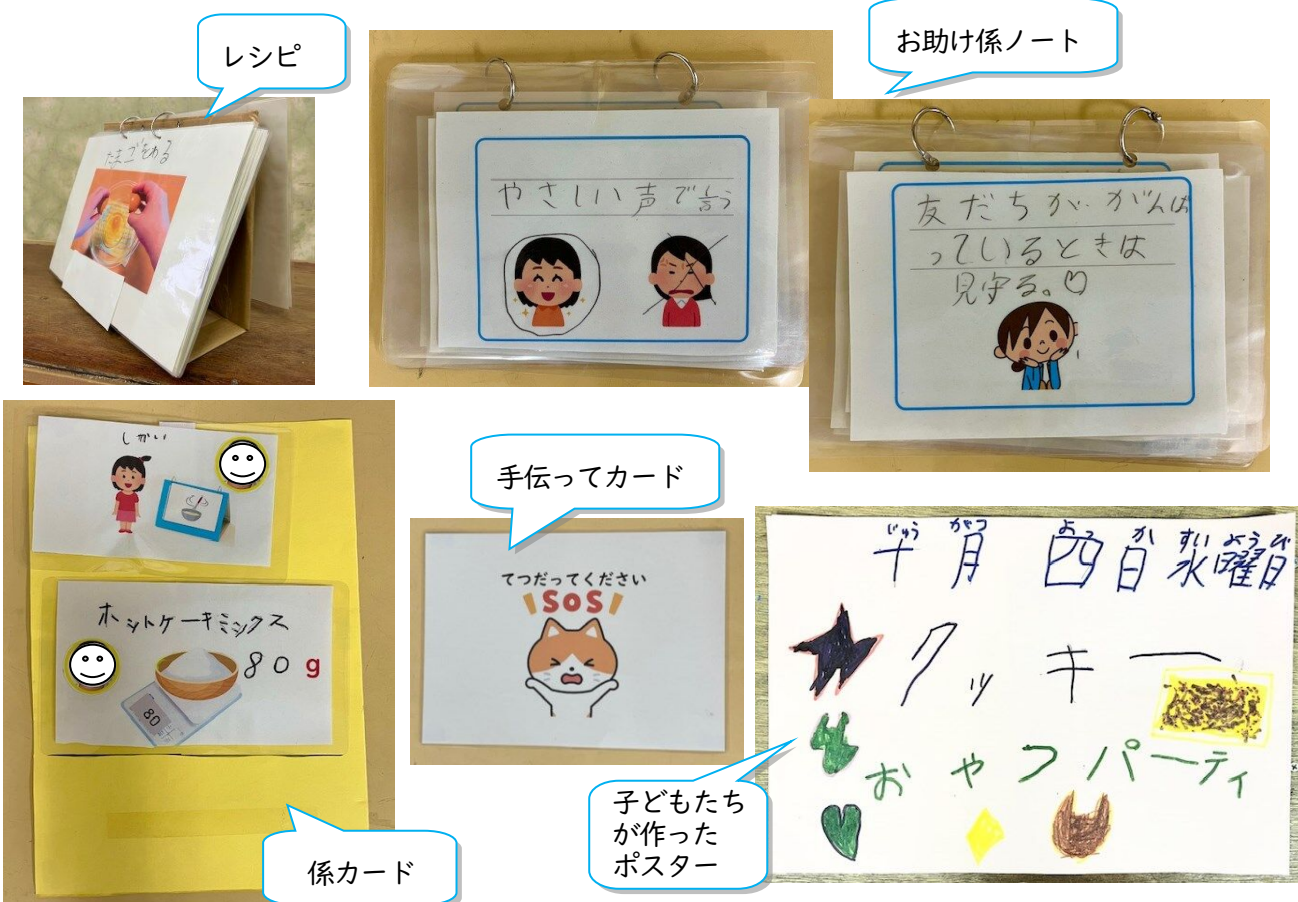 レシピ
たまごをわる
お助け係ノート
やさしい声で言う
友だちが、がんば
っているときは
見守る。
しかい
ホットケーキミックス
80g
80
係カード
手伝ってカード
てつだってください
SOS
じゅう がつ よっ か すい よう び
十月四日水曜日
クッキー
おやつパーティ
子どもたち
が作った
ポスター